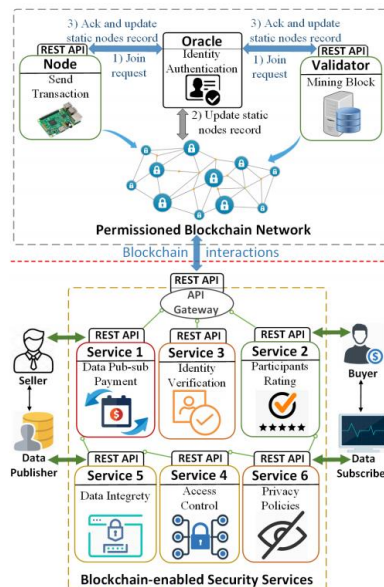 3) Ack and update
static nodes record
3) Ack and update
static nodes record
REST API
Oracle
REST API
Node
Identity
Authentication
Validator
1) Join
request
1) Join
request
Send
Transaction
Mining Block
2) Update static
nodes record
Permissioned Blockchain Network
Blockchain interactions
REST API
API
Gateway
REST API
REST API
REST API
Service 1
Service 3
Service 2
Data Pub-sub
Payment
Identity
Verification
Participants
Rating
Seller
Buyer
Data
Publisher
Data
Subscribe
REST API
REST API
REST API
Service 5
Service 4
Service 6
Data Integrety
Access
Control
Privacy
Policies
Blockchain-enabled Security Services